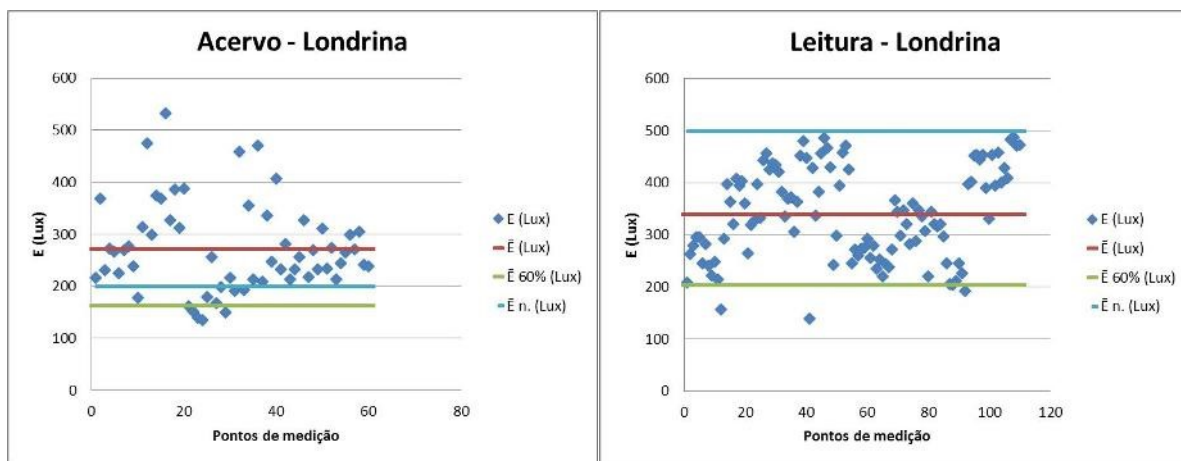 Acervo - Londrina
600
500
400
300
200
100
0
E (Lux)
0 20 40 60 80
Pontos de medição
E (Lux)
Ē (Lux)
Ē 60% (Lux)
Ē n. (Lux)
Leitura - Londrina
600
500
400
300
200
100
0
E (Lux)
0 20 40 60 80 100 120
Pontos de medição
E (Lux)
Ē (Lux)
Ē 60% (Lux)
Ē n. (Lux)